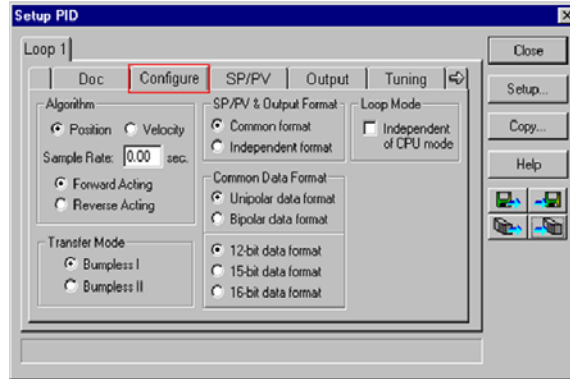 Setup PID
Loop 1
Doc
Configure
SP/PV
Output
Tuning
Algorithm
Position
Velocity
Sample Rate: 0.00 sec.
Forward Acting
Reverse Acting
Transfer Mode
Bumpless I
Bumpless II
SP/PV & Output Format
Common format
Independent format
Common Data Format
Unipolar data format
Bipolar data format
12-bit data format
15-bit data format
16-bit data format
Loop Mode
Independent
of CPU mode
Close
Setup...
Copy...
Help